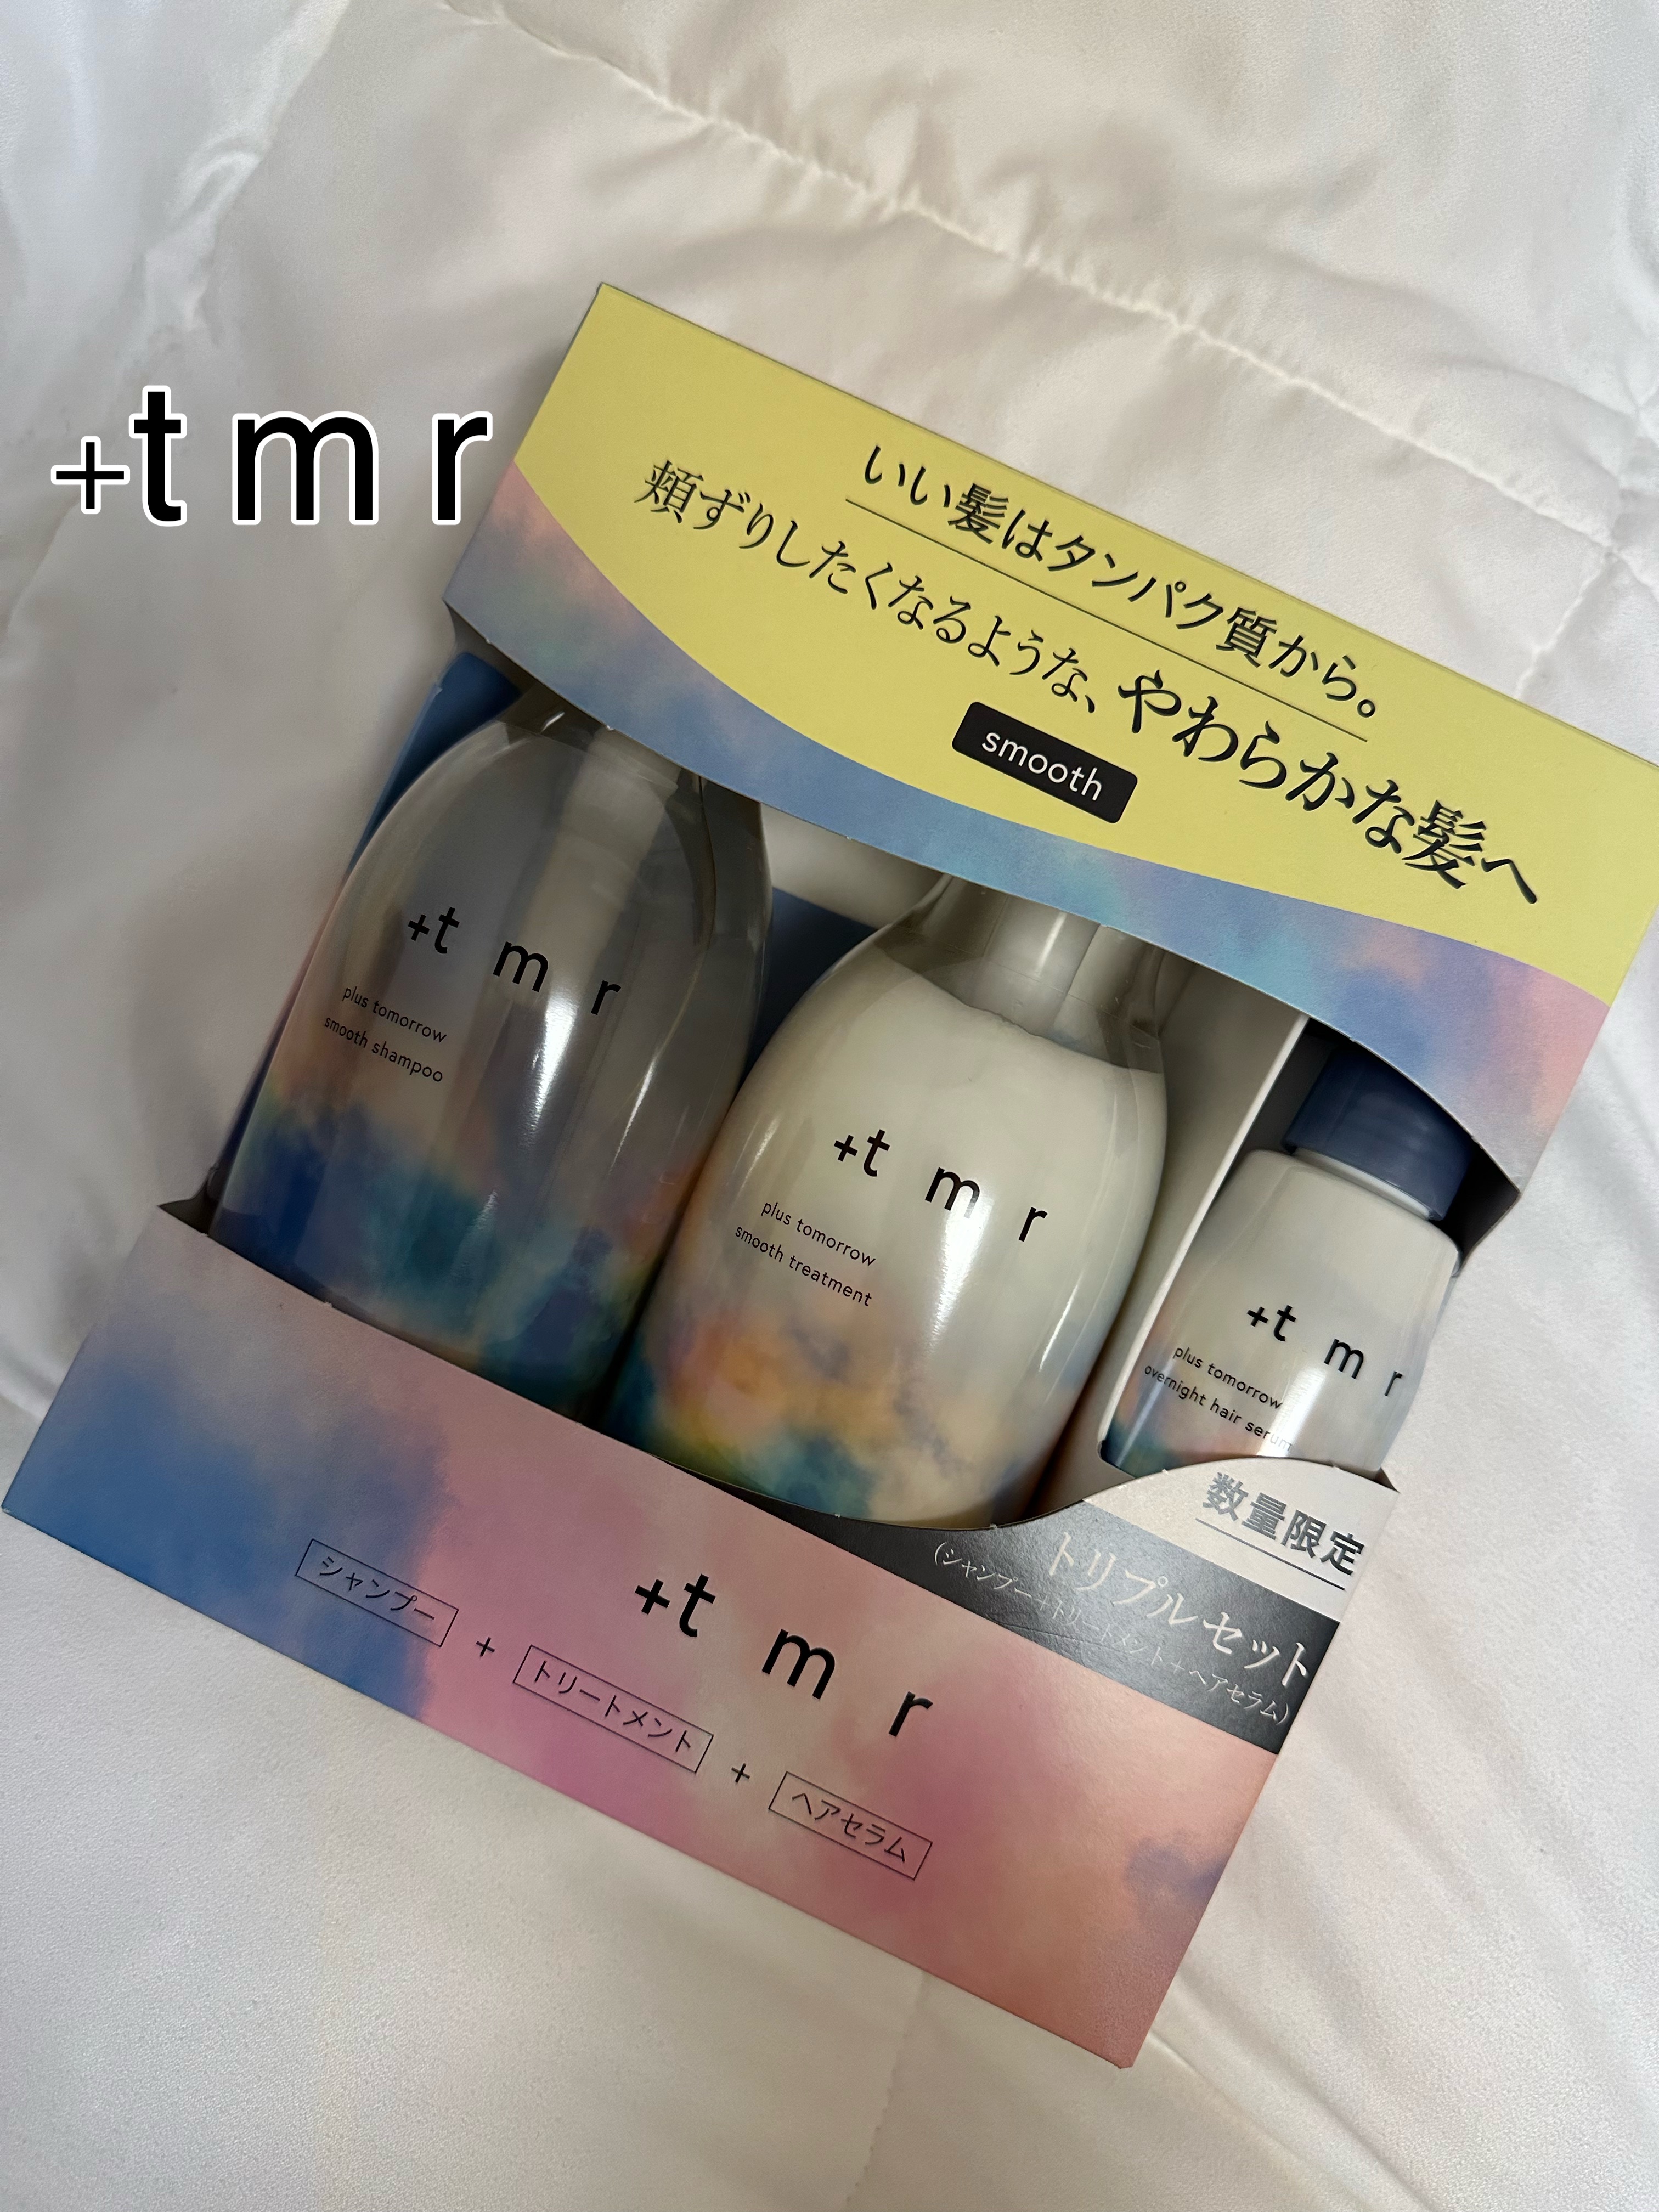 +t m r
いい髪はタンパク質から。
頬ずりしたくなるような、やわらかな髪へ
smooth
+t m r
plus tomorrow
smooth shampoo
+t m r
plus tomorrow
smooth treatment
+t m r
plus tomorrow
overnight hair serum
数量限定
トリプルセット
(シャンプー+トリートメント+ヘアセラム)
+t m r
シャンプー + トリートメント + ヘアセラム